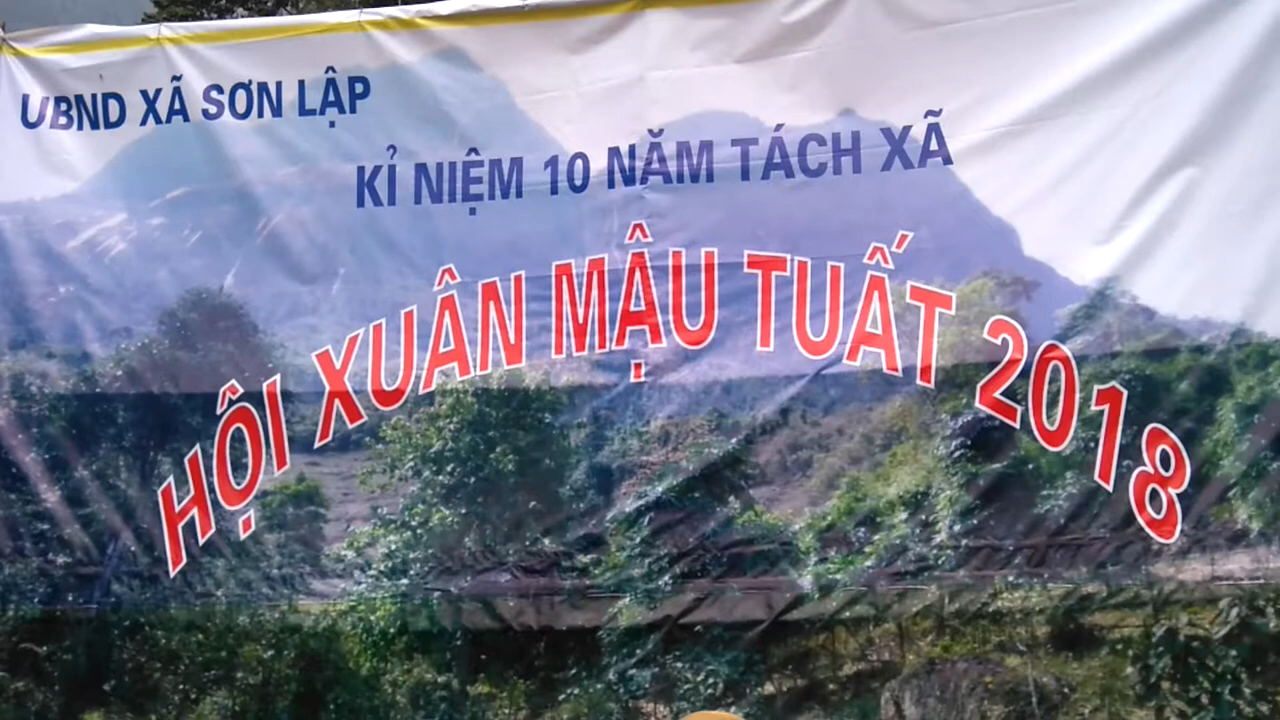 UBND XÃ SƠN LẬP
KỈ NIỆM 10 NĂM TÁCH XÃ
HỘI XUÂN MẬU TUẤT 2018